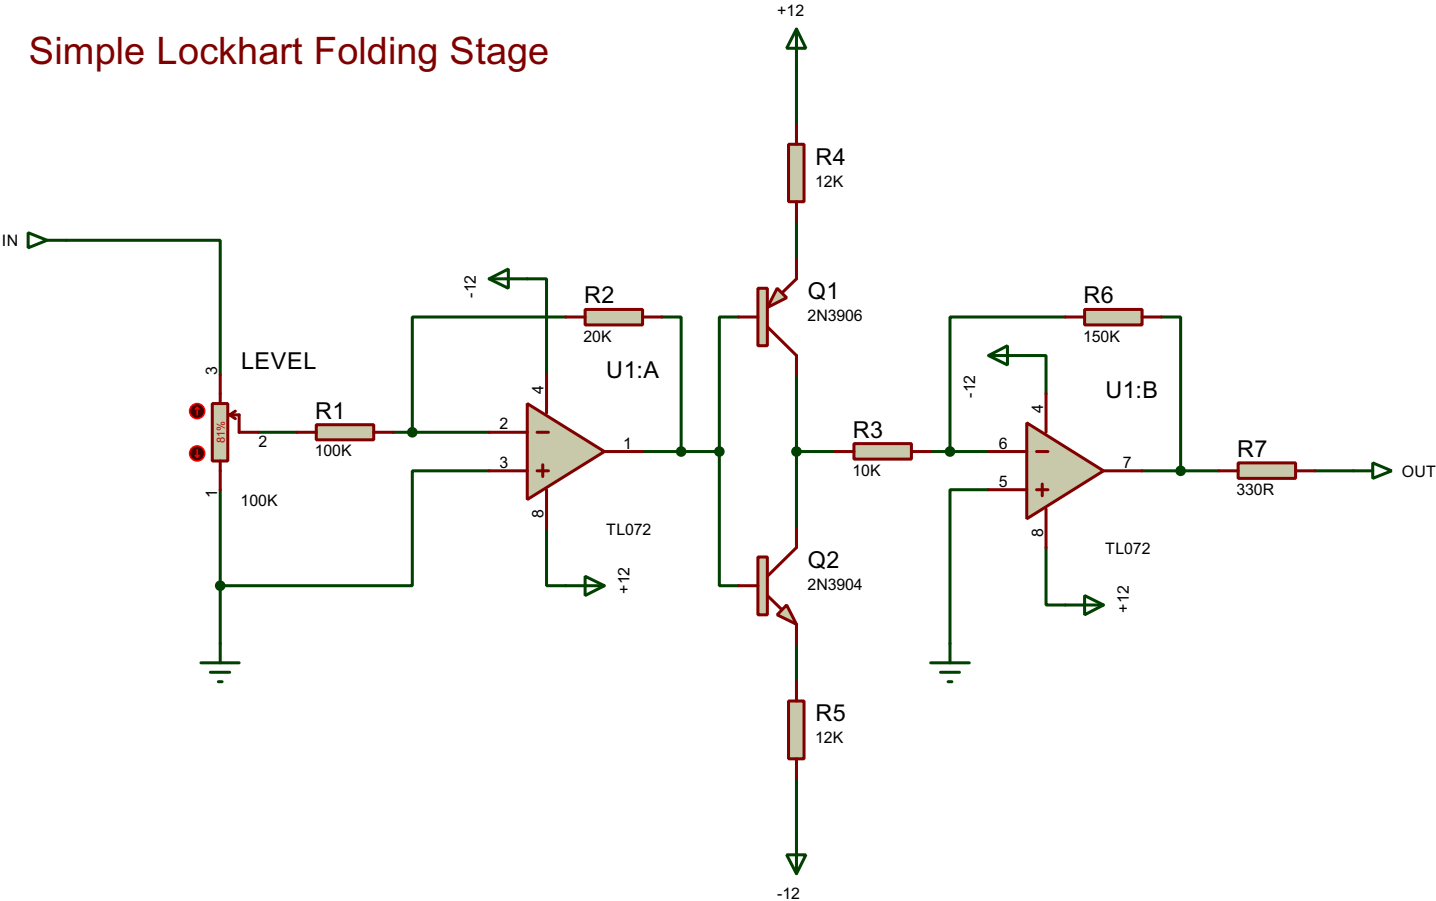 Simple Lockhart Folding Stage
+12
R4
12K
IN
-12
R2
20K
Q1
2N3906
R6
150K
LEVEL
3
81%
2
1
100K
R1
100K
U1:A
4
2
3
1
8
TL072
+12
-12
U1:B
R3
10K
4
6
5
7
8
TL072
+12
R7
330R
OUT
Q2
2N3904
R5
12K
-12